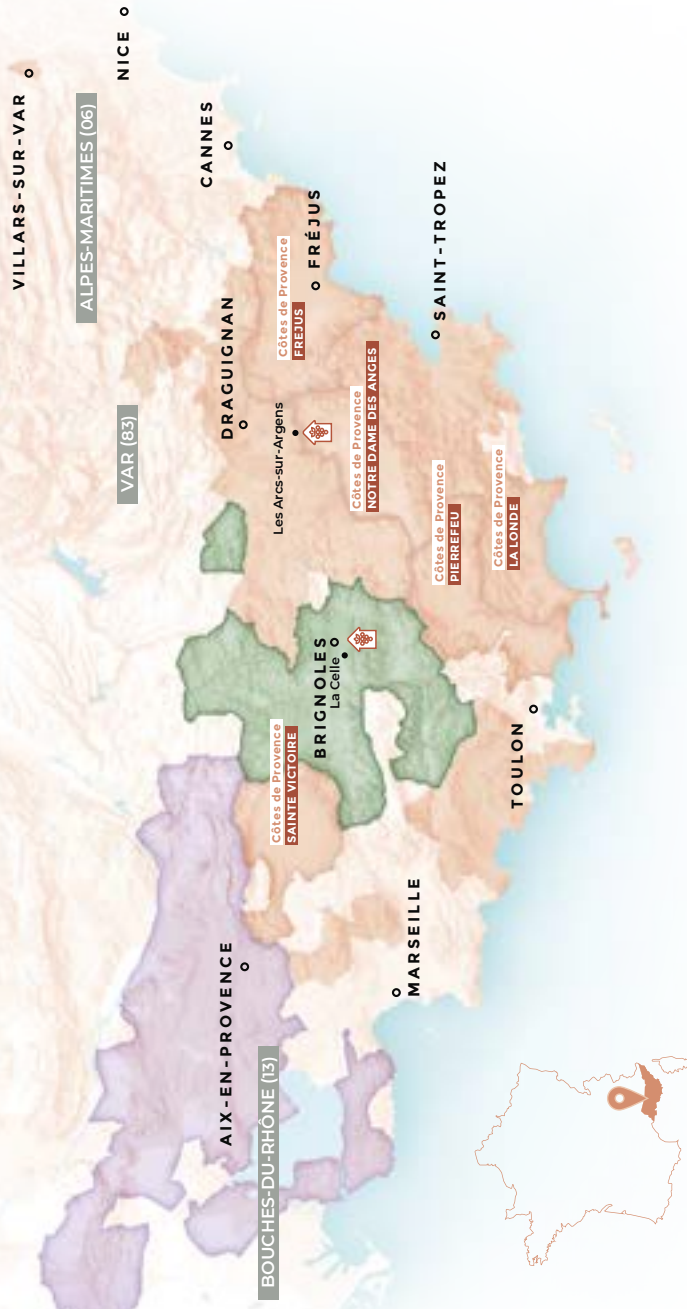 VILLARS-SUR-VAR
NICE
ALPES-MARITIMES (06)
CANNES
VAR (83)
DRAGUIGNAN
Côtes de Provence
FREJUS
FRÉJUS
Les Arcs-sur-Argens
Côtes de Provence
NOTRE DAME DES ANGES
SAINT-TROPEZ
Côtes de Provence
PIERREFEU
Côtes de Provence
LA LONDE
BRIGNOLES
La Celle
Côtes de Provence
SAINTE VICTOIRE
TOULON
AIX-EN-PROVENCE
MARSEILLE
BOUCHES-DU-RHÔNE (13)